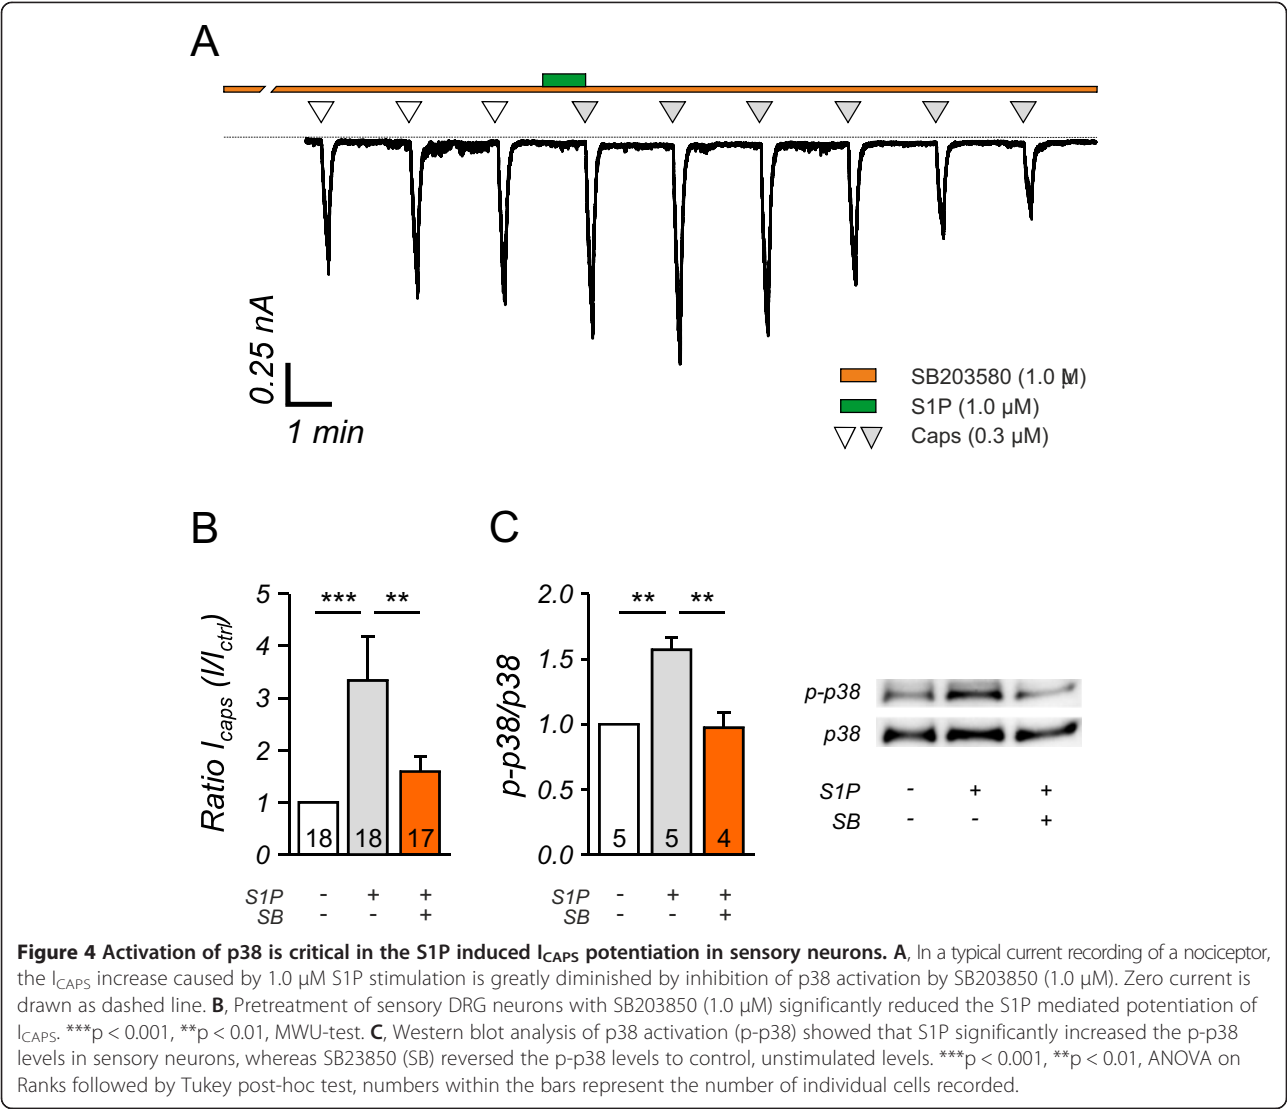 A
0.25 nA
1 min
SB203580 (1.0 µM)
S1P (1.0 µM)
Caps (0.3 µM)
B
Ratio Icaps (I/Ictrl)
5
4
3
2
1
0
***
**
18
18
17
S1P - + +
SB - - +
C
p-p38/p38
2.0
1.5
1.0
0.5
0.0
**
**
5
5
4
S1P - + +
SB - - +
p-p38
p38
S1P - + +
SB - - +
Figure 4 Activation of p38 is critical in the S1P induced ICAPS potentiation in sensory neurons. A, In a typical current recording of a nociceptor,
the ICAPS increase caused by 1.0 µM S1P stimulation is greatly diminished by inhibition of p38 activation by SB203850 (1.0 µM). Zero current is
drawn as dashed line. B, Pretreatment of sensory DRG neurons with SB203850 (1.0 µM) significantly reduced the S1P mediated potentiation of
ICAPS. ***p < 0.001, **p < 0.01, MWU-test. C, Western blot analysis of p38 activation (p-p38) showed that S1P significantly increased the p-p38
levels in sensory neurons, whereas SB23850 (SB) reversed the p-p38 levels to control, unstimulated levels. ***p < 0.001, **p < 0.01, ANOVA on
Ranks followed by Tukey post-hoc test, numbers within the bars represent the number of individual cells recorded.